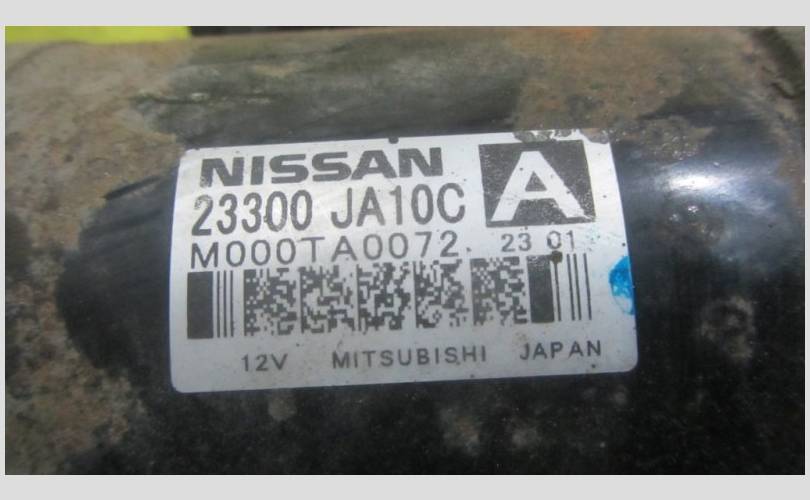 NISSAN
A
23300 JA10C
M000TA0072 23 01
12V MITSUBISHI JAPAN